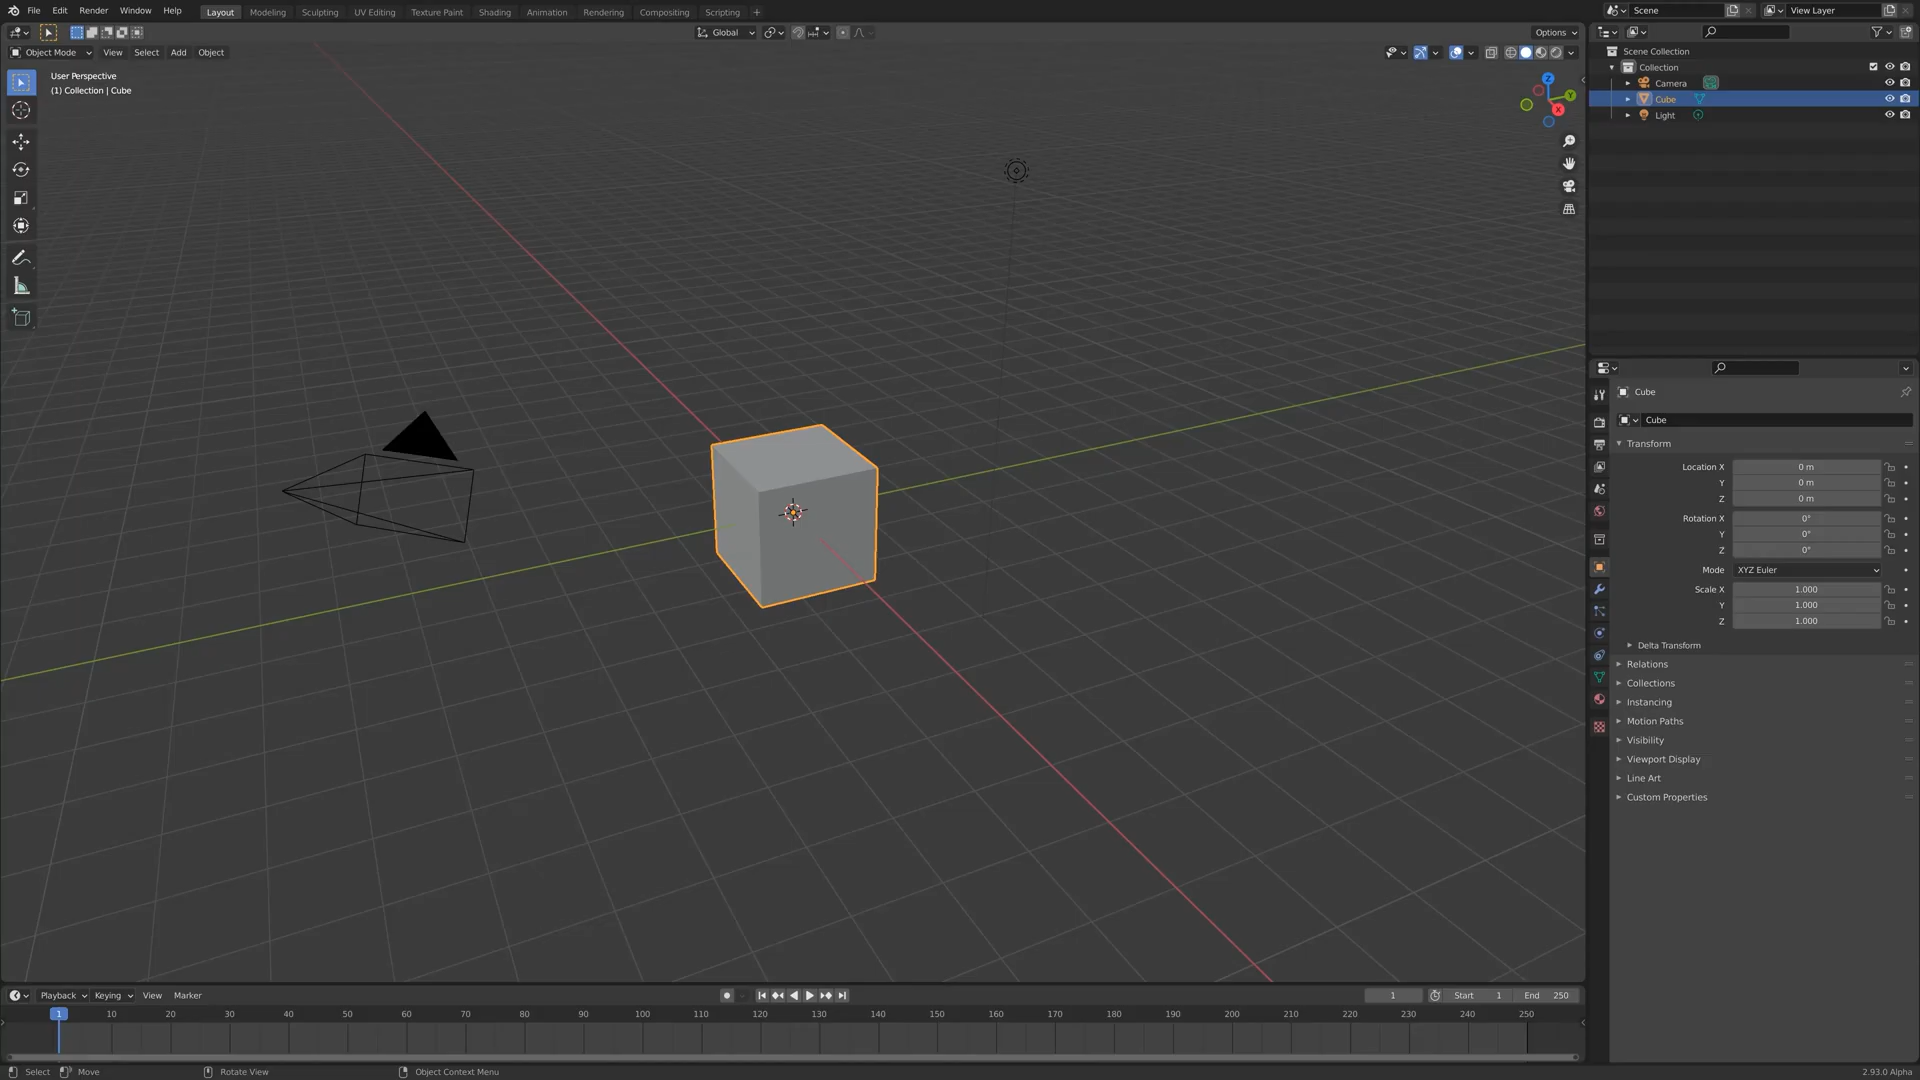 File Edit Render Window Help Layout Modeling Sculpting UV Editing Texture Paint Shading Animation Rendering Compositing Scripting + Scene View Layer
Global Options
Object Mode View Select Add Object
User Perspective
(1) Collection | Cube
Z
Y
X
Scene Collection
Collection
Camera
Cube
Light
Cube
Cube
Transform
Location X 0 m
Y 0 m
Z 0 m
Rotation X 0°
Y 0°
Z 0°
Mode XYZ Euler
Scale X 1.000
Y 1.000
Z 1.000
Delta Transform
Relations
Collections
Instancing
Motion Paths
Visibility
Viewport Display
Line Art
Custom Properties
Playback Keying View Marker 1 Start 1 End 250
1 10 20 30 40 50 60 70 80 90 100 110 120 130 140 150 160 170 180 190 200 210 220 230 240 250
Select Move Rotate View Object Context Menu 2.93.0 Alpha